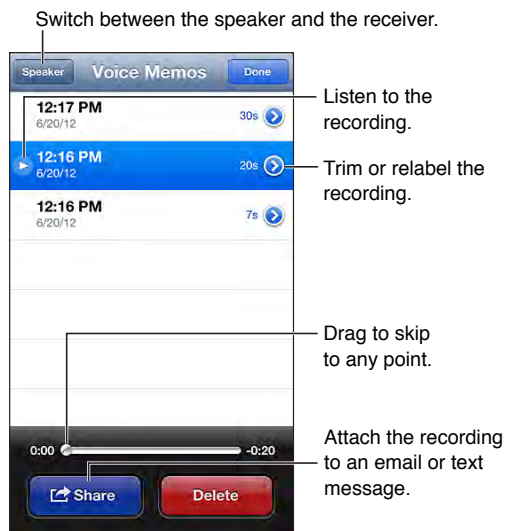 Switch between the speaker and the receiver.
Speaker
Voice Memos
Done
12:17 PM
6/20/12
30s
Listen to the
recording.
12:16 PM
6/20/12
20s
Trim or relabel the
recording.
12:16 PM
6/20/12
7s
Drag to skip
to any point.
0:00
-0:20
Share
Delete
Attach the recording
to an email or text
message.